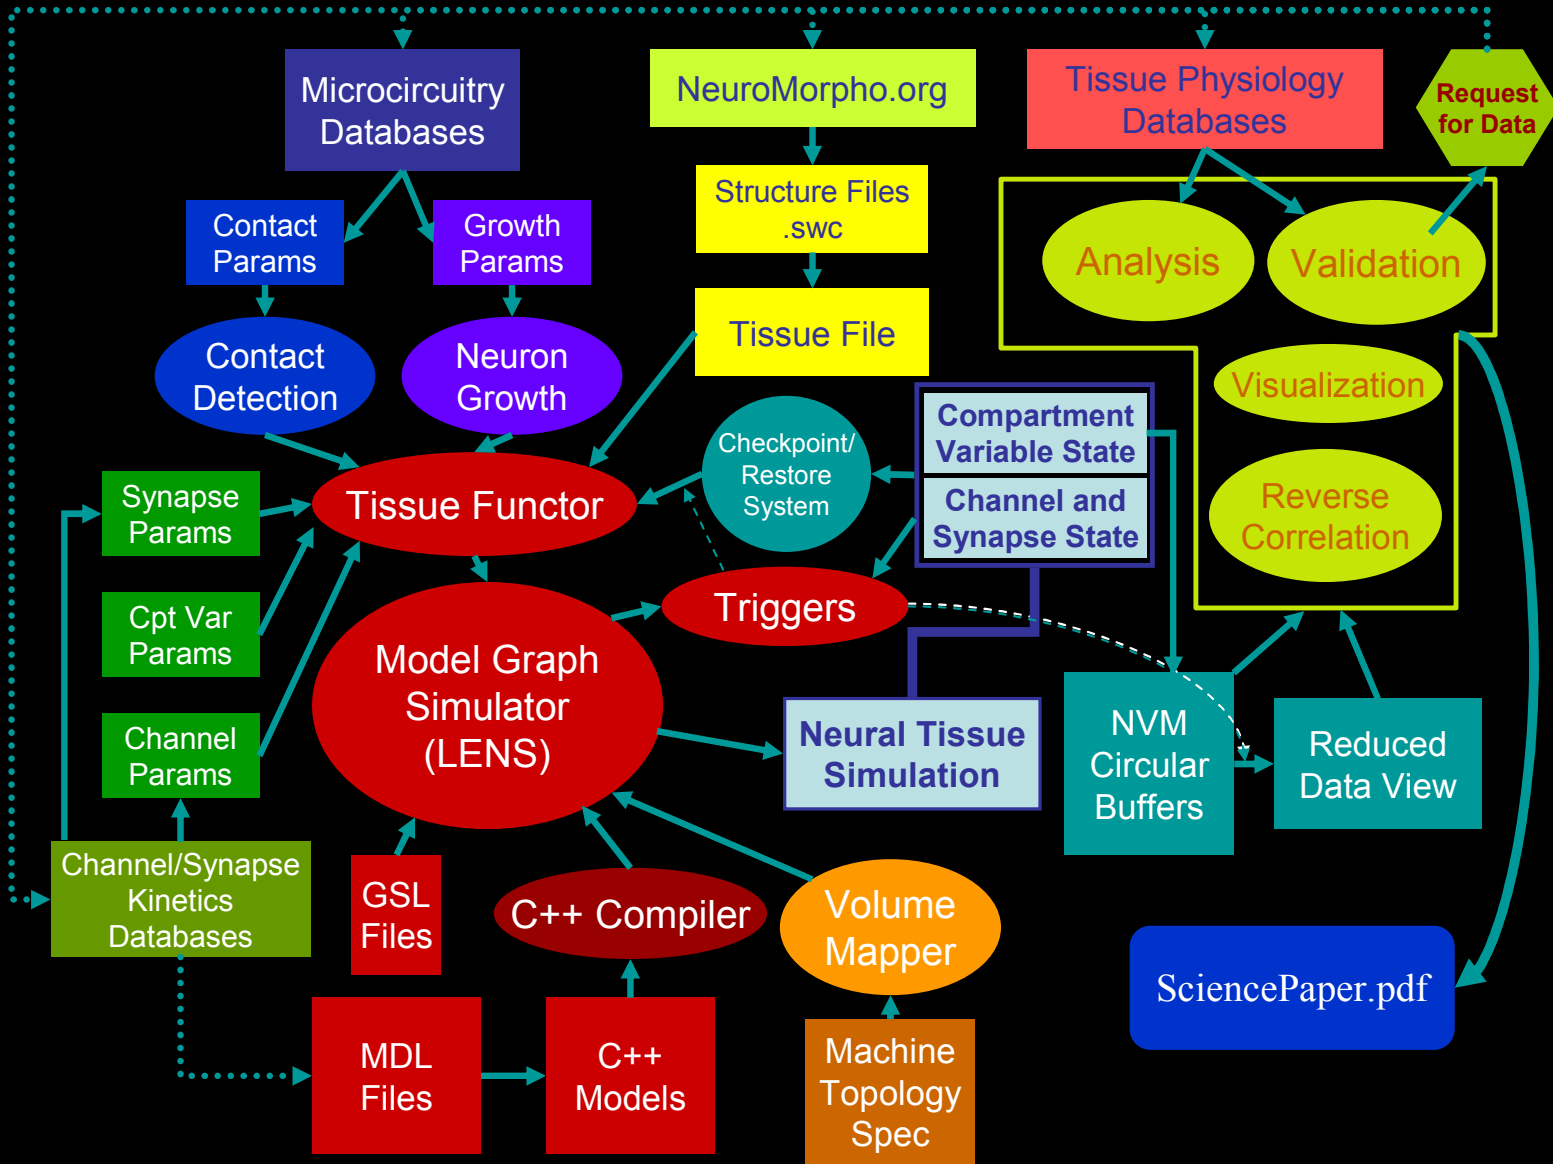 Microcircuitry
Databases
NeuroMorpho.org
Tissue Physiology
Databases
Request
for Data
Contact
Params
Growth
Params
Structure Files
.swc
Analysis
Validation
Contact
Detection
Neuron
Growth
Tissue File
Visualization
Compartment
Variable State
Channel and
Synapse State
Checkpoint/
Restore
System
Reverse
Correlation
Synapse
Params
Tissue Functor
Cpt Var
Params
Triggers
Model Graph
Simulator
(LENS)
Channel
Params
Neural Tissue
Simulation
NVM
Circular
Buffers
Reduced
Data View
Channel/Synapse
Kinetics
Databases
GSL
Files
C++ Compiler
Volume
Mapper
SciencePaper.pdf
MDL
Files
C++
Models
Machine
Topology
Spec